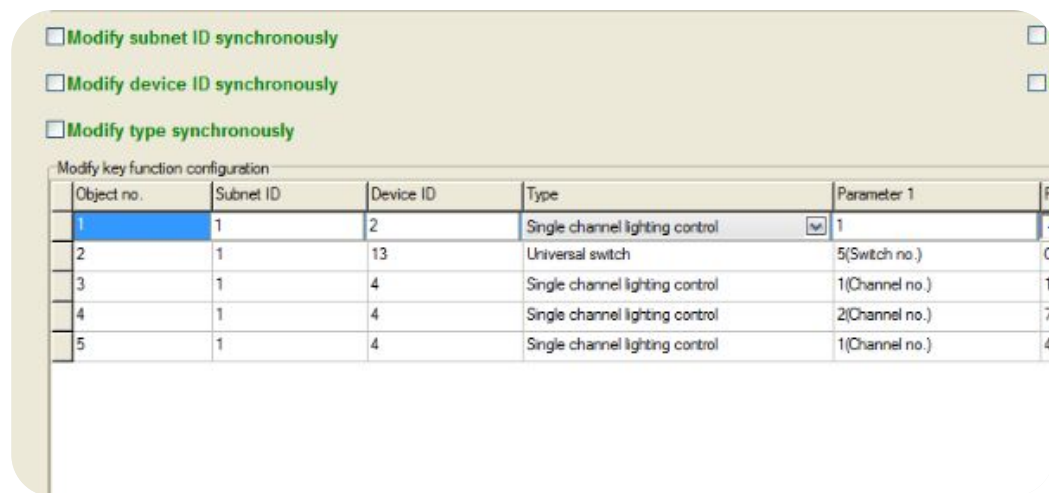 Modify subnet ID synchronously
Modify device ID synchronously
Modify type synchronously
Modify key function configuration
Object no. Subnet ID Device ID Type Parameter 1
1 1 2 Single channel lighting control 1
2 1 13 Universal switch 5(Switch no.)
3 1 4 Single channel lighting control 1(Channel no.)
4 1 4 Single channel lighting control 2(Channel no.)
5 1 4 Single channel lighting control 1(Channel no.)